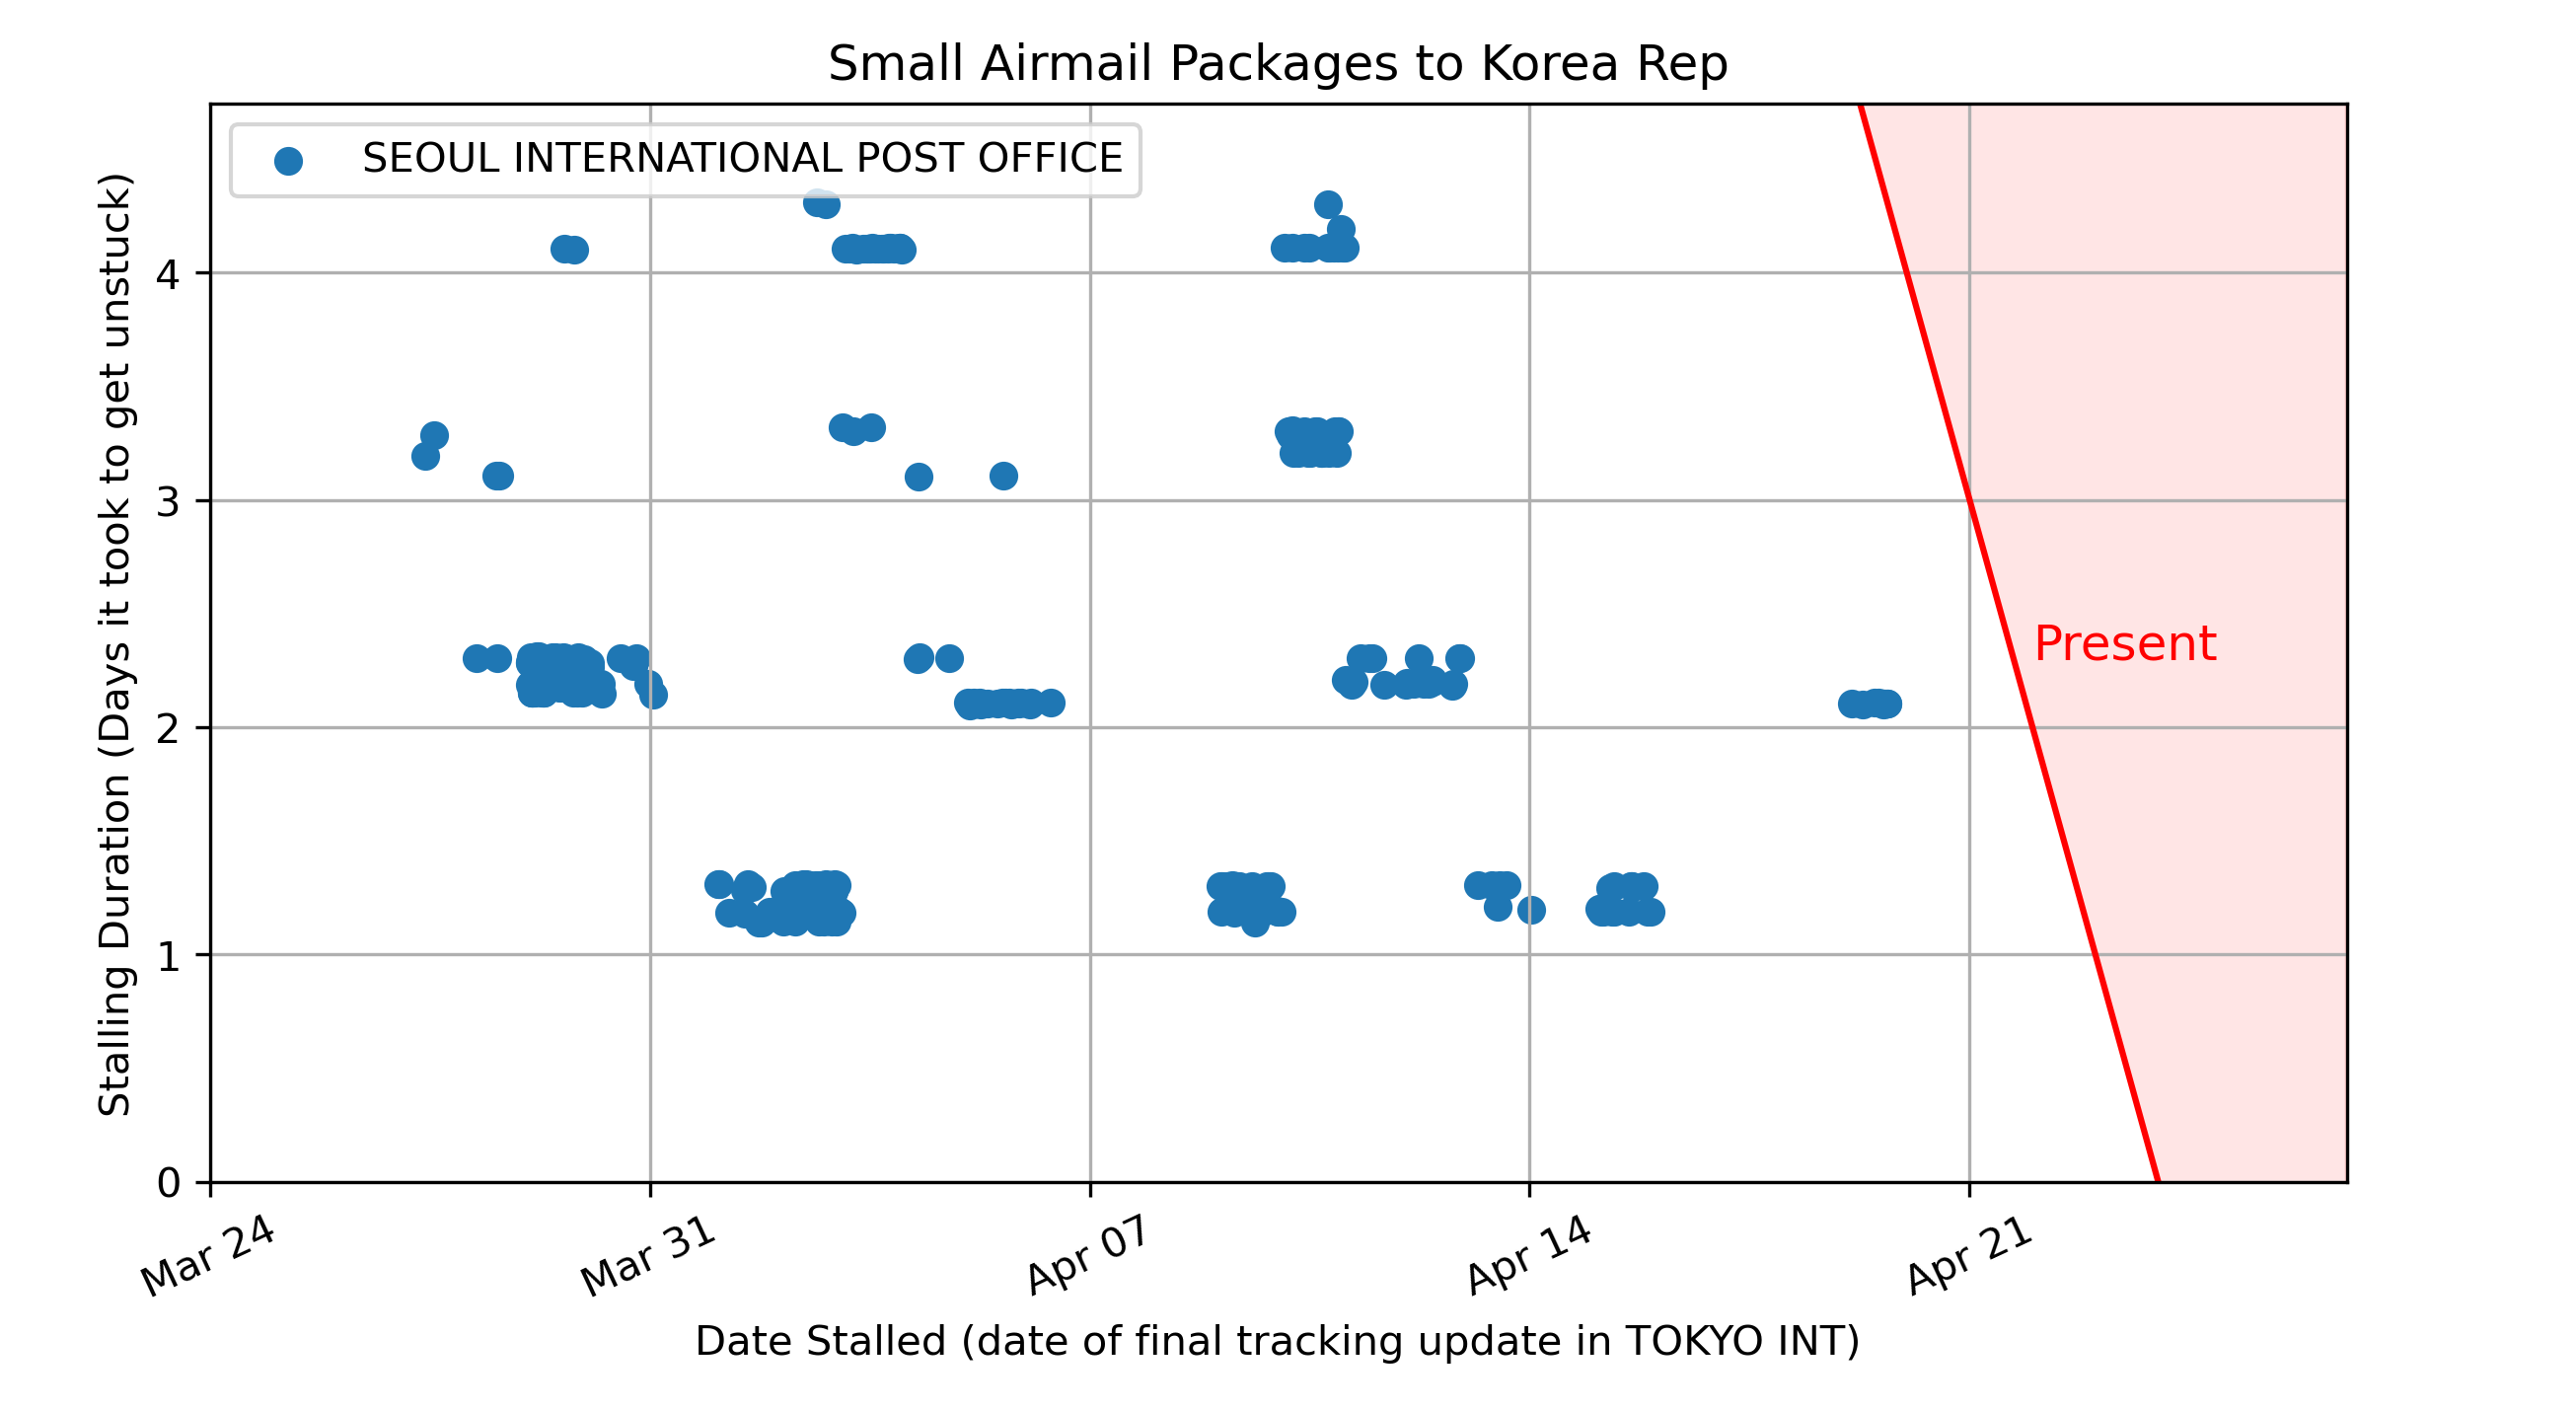 Small Airmail Packages to Korea Rep
SEOUL INTERNATIONAL POST OFFICE
Stalling Duration (Days it took to get unstuck)
4
3
2
1
0
Present
Mar 24
Mar 31
Apr 07
Apr 14
Apr 21
Date Stalled (date of final tracking update in TOKYO INT)